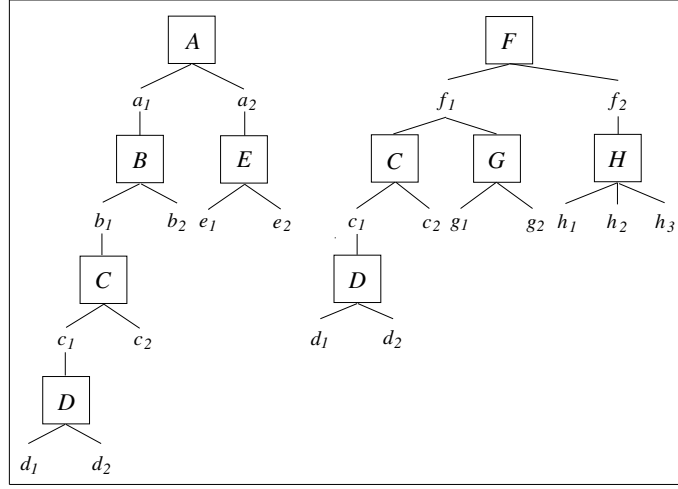 A F
a1 a2 f1 f2
B E C G H
b1 b2 e1 e2 c1 c2 g1 g2 h1 h2 h3
C D
c1 c2 d1 d2
D
d1 d2